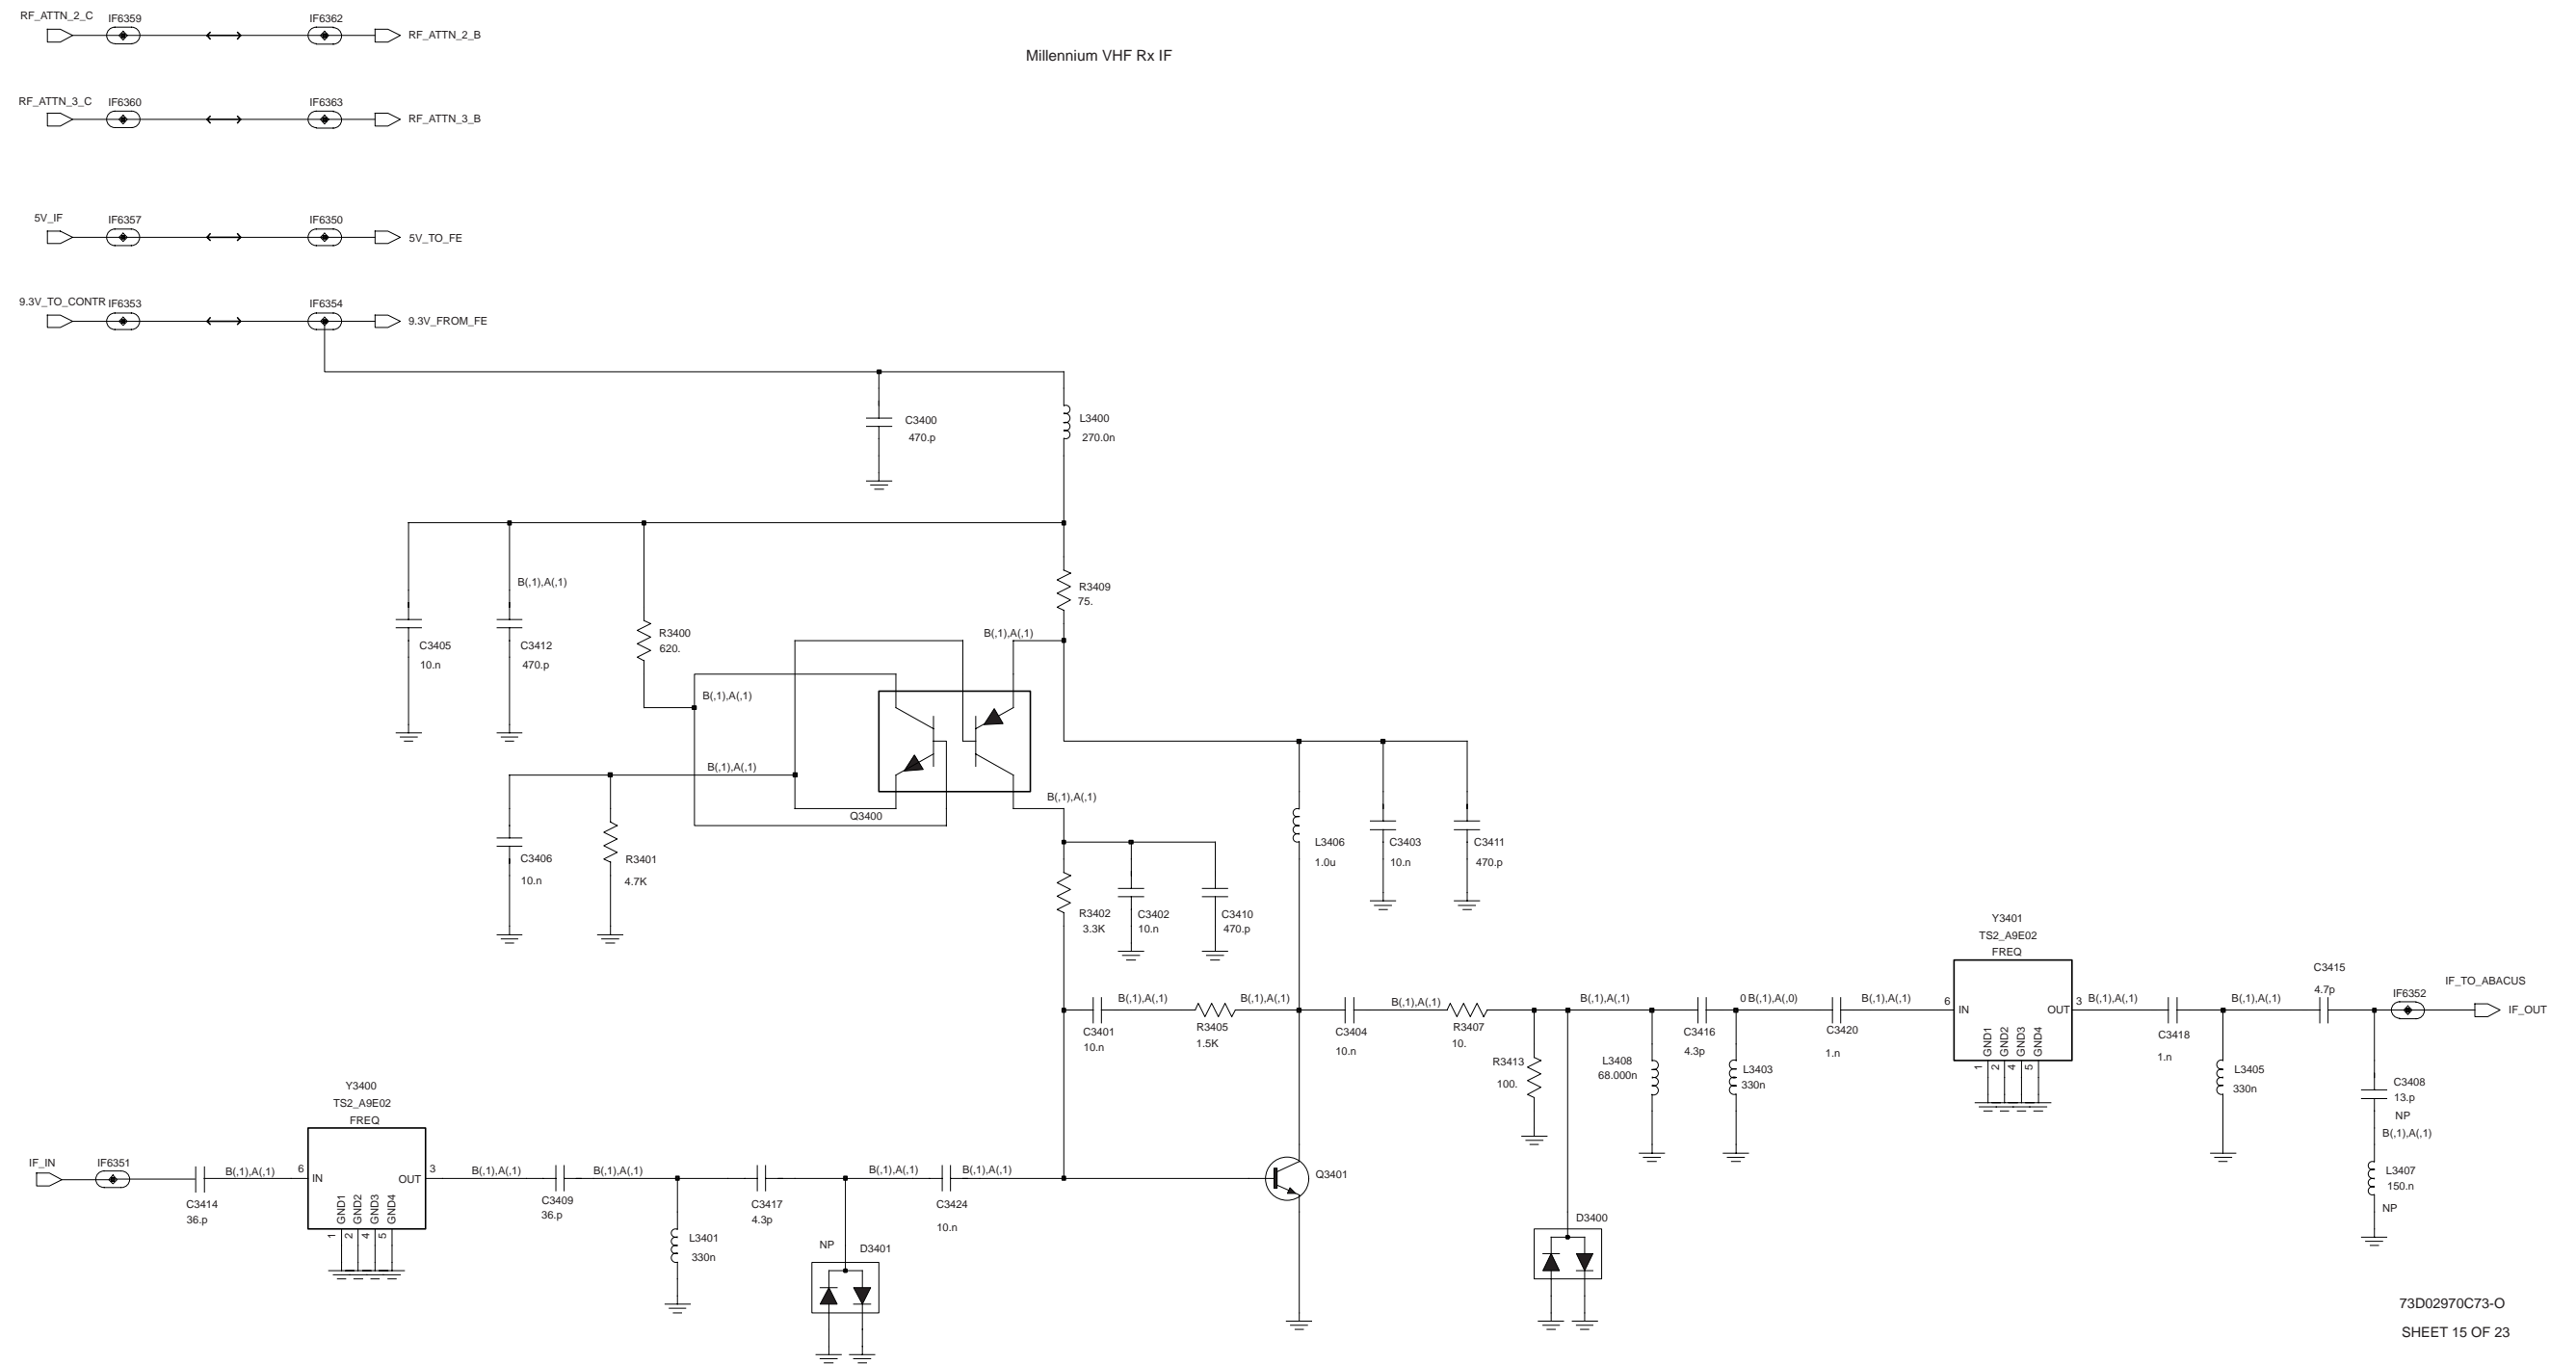 RF_ATTN_2_C
IF6359
IF6362
RF_ATTN_2_B
Millennium VHF Rx IF
RF_ATTN_3_C
IF6360
IF6363
RF_ATTN_3_B
5V_IF
IF6357
IF6350
5V_TO_FE
9.3V_TO_CONTR
IF6353
IF6354
9.3V_FROM_FE
C3400
470.p
L3400
270.0n
B(,1),A(,1)
R3409
75.
C3405
10.n
C3412
470.p
R3400
620.
B(,1),A(,1)
B(,1),A(,1)
B(,1),A(,1)
B(,1),A(,1)
Q3400
C3406
10.n
R3401
4.7K
L3406
1.0u
C3403
10.n
C3411
470.p
R3402
3.3K
C3402
10.n
C3410
470.p
Y3401
TS2_A9E02
FREQ
B(,1),A(,1)
B(,1),A(,1)
B(,1),A(,1)
B(,1),A(,1)
0 B(,1),A(,0)
B(,1),A(,1)
6
IN
OUT
3
GND1
GND2
GND3
GND4
1
2
4
5
B(,1),A(,1)
B(,1),A(,1)
C3415
4.7p
IF6352
IF_TO_ABACUS
IF_OUT
C3401
10.n
R3405
1.5K
C3404
10.n
R3407
10.
R3413
100.
L3408
68.000n
C3416
4.3p
L3403
330n
C3420
1.n
C3418
1.n
L3405
330n
C3408
13.p
NP
B(,1),A(,1)
L3407
150.n
NP
Y3400
TS2_A9E02
FREQ
IF_IN
IF6351
B(,1),A(,1)
6
IN
OUT
3
GND1
GND2
GND3
GND4
1
2
4
5
B(,1),A(,1)
B(,1),A(,1)
B(,1),A(,1)
B(,1),A(,1)
Q3401
C3414
36.p
C3409
36.p
C3417
4.3p
C3424
10.n
L3401
330n
NP
D3401
D3400
73D02970C73-O
SHEET 15 OF 23